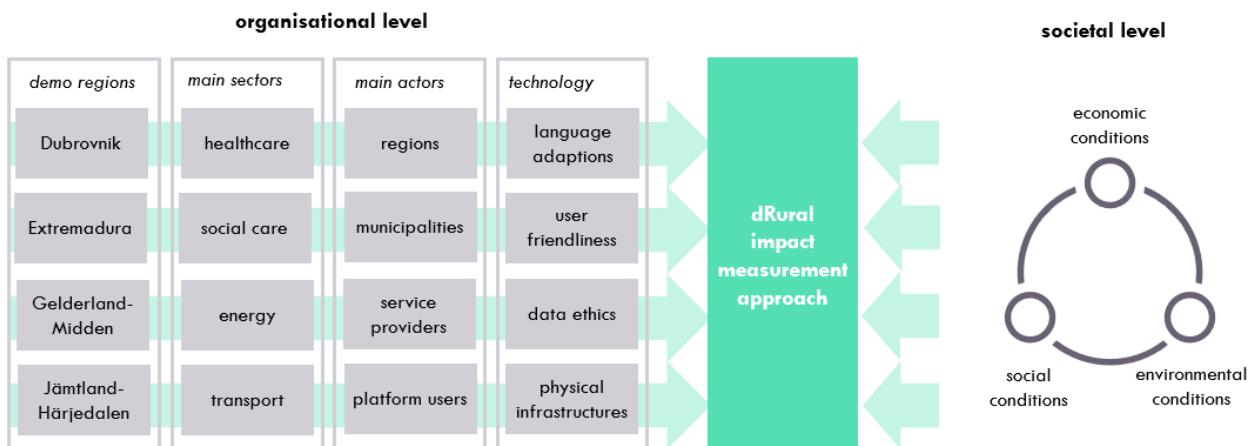 organisational level
societal level
demo regions
main sectors
main actors
technology
Dubrovnik
healthcare
regions
language
adaptions
Extremadura
social care
municipalities
user
friendliness
Gelderland-
Midden
energy
service
providers
data ethics
Jämtland-
Härjedalen
transport
platform users
physical
infrastructures
dRural
impact
measurement
approach
economic
conditions
social
conditions
environmental
conditions